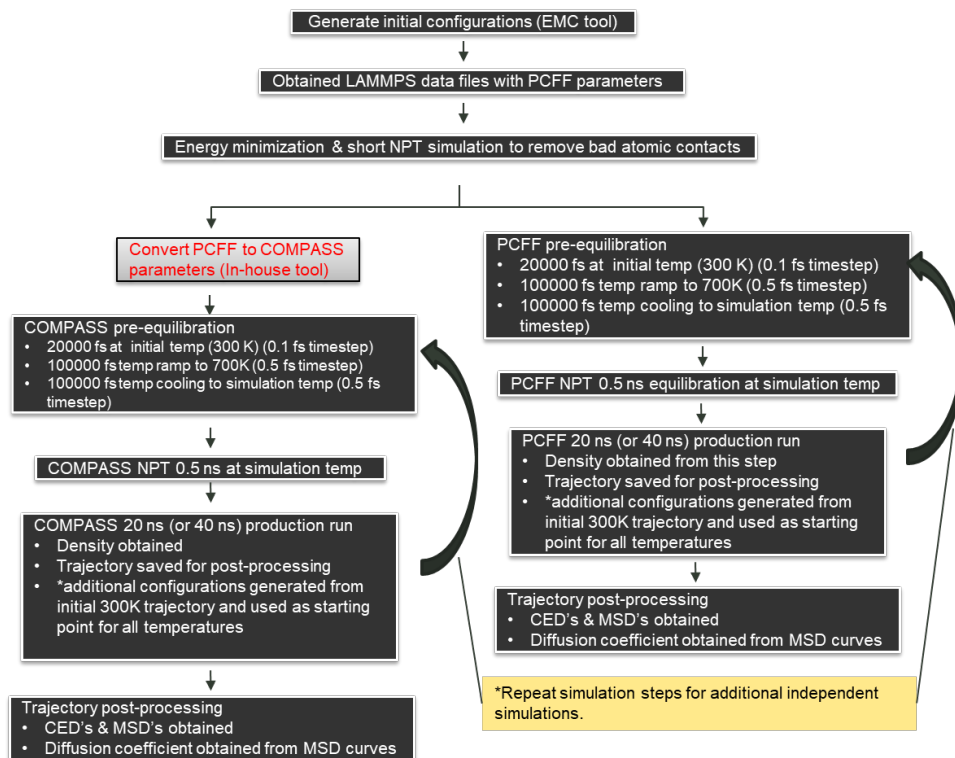 Generate initial configurations (EMC tool)
Obtained LAMMPS data files with PCFF parameters
Energy minimization & short NPT simulation to remove bad atomic contacts
Convert PCFF to COMPASS
parameters (In-house tool)
COMPASS pre-equilibration
• 20000 fs at initial temp (300 K) (0.1 fs timestep)
• 100000 fs temp ramp to 700K (0.5 fs timestep)
• 100000 fs temp cooling to simulation temp (0.5 fs
timestep)
COMPASS NPT 0.5 ns at simulation temp
COMPASS 20 ns (or 40 ns) production run
• Density obtained
• Trajectory saved for post-processing
• *additional configurations generated from
initial 300K trajectory and used as starting
point for all temperatures
Trajectory post-processing
• CED's & MSD's obtained
• Diffusion coefficient obtained from MSD curves
PCFF pre-equilibration
• 20000 fs at initial temp (300 K) (0.1 fs timestep)
• 100000 fs temp ramp to 700K (0.5 fs timestep)
• 100000 fs temp cooling to simulation temp (0.5 fs
timestep)
PCFF NPT 0.5 ns equilibration at simulation temp
PCFF 20 ns (or 40 ns) production run
• Density obtained from this step
• Trajectory saved for post-processing
• *additional configurations generated from
initial 300K trajectory and used as starting
point for all temperatures
Trajectory post-processing
• CED's & MSD's obtained
• Diffusion coefficient obtained from MSD curves
*Repeat simulation steps for additional independent
simulations.